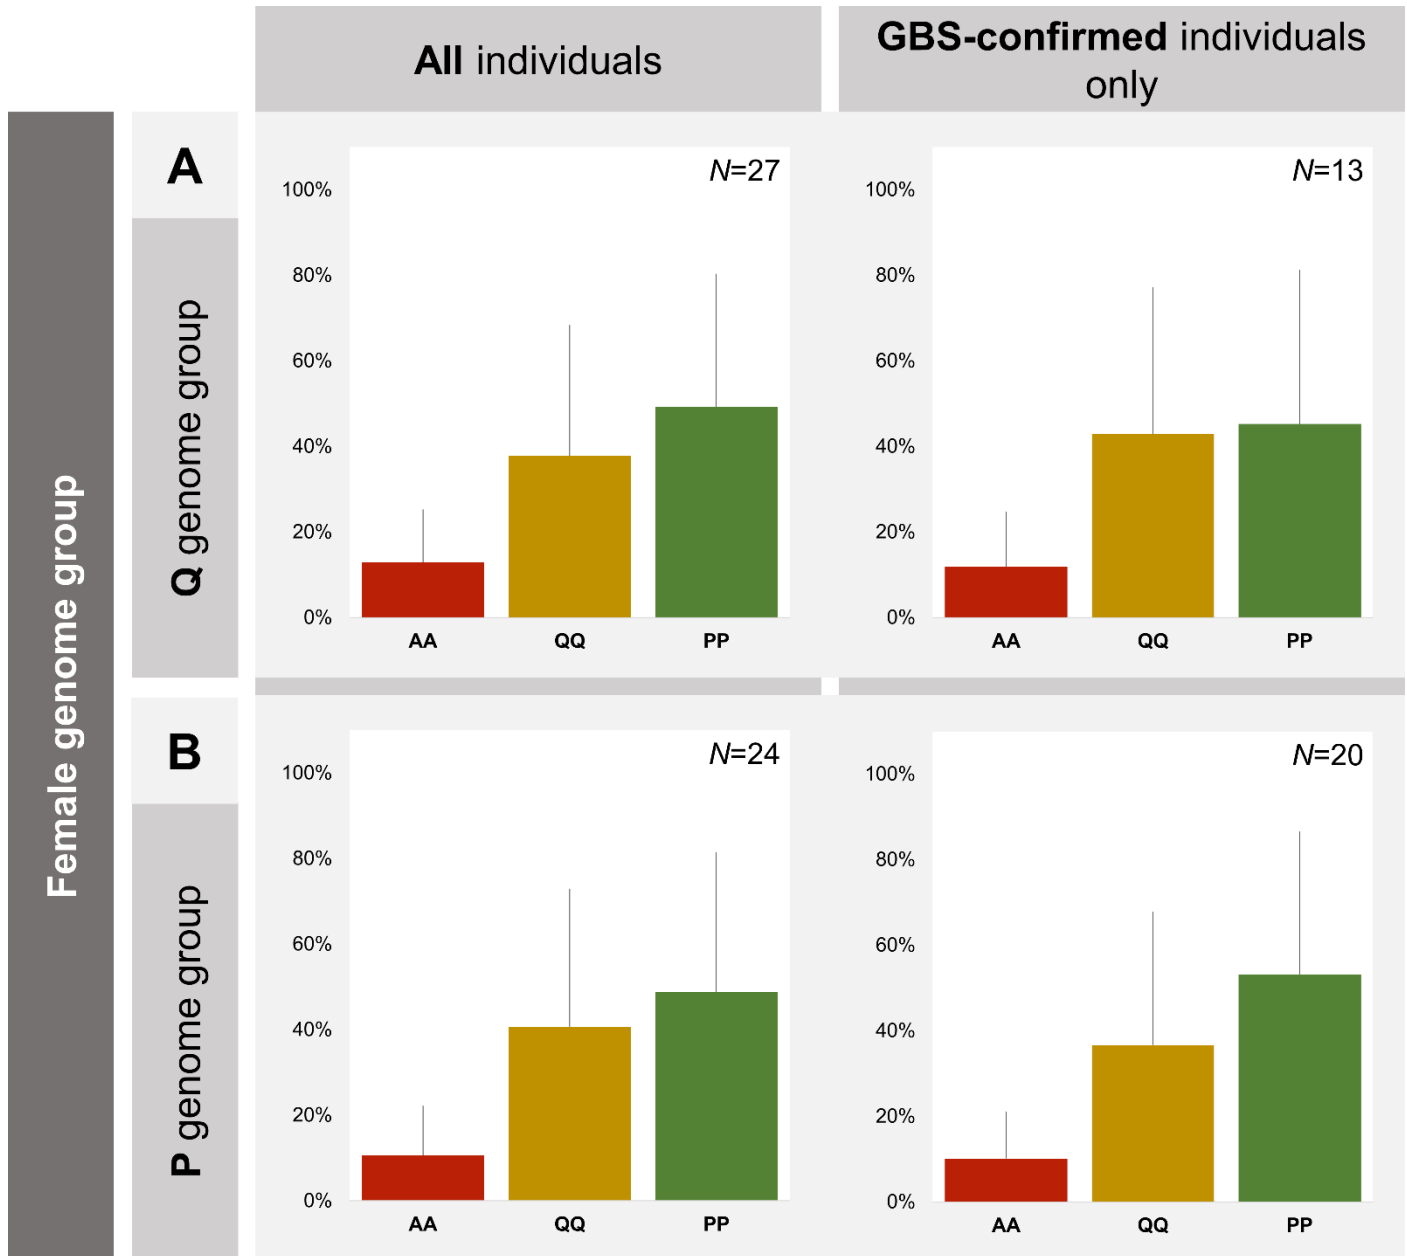 All individuals
GBS-confirmed individuals
only
Female genome group
A
Q genome group
N=27
100%
80%
60%
40%
20%
0%
AA QQ PP
N=13
100%
80%
60%
40%
20%
0%
AA QQ PP
B
P genome group
N=24
100%
80%
60%
40%
20%
0%
AA QQ PP
N=20
100%
80%
60%
40%
20%
0%
AA QQ PP